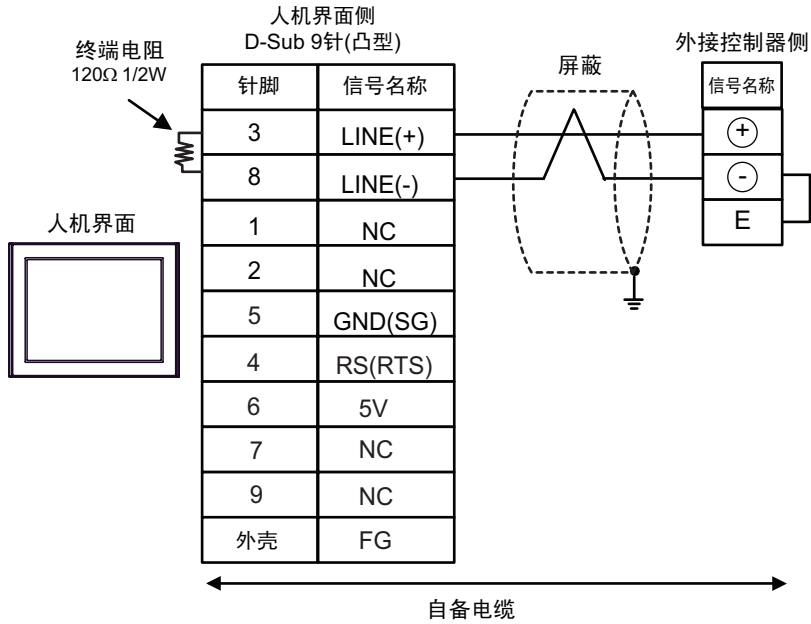 人机界面侧
D-Sub 9针(凸型)
终端电阻
120Ω 1/2W
外接控制器侧
屏蔽
针脚 信号名称
信号名称
3 LINE(+)
+
8 LINE(-)
-
E
人机界面
1 NC
2 NC
5 GND(SG)
4 RS(RTS)
6 5V
7 NC
9 NC
外壳 FG
自备电缆